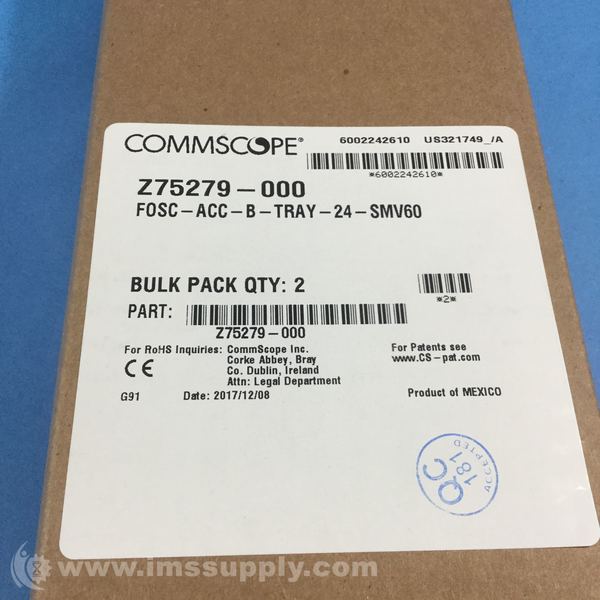 COMMSCOPE®
6002242610 US321749_/A
*6002242610*
Z75279-000
FOSC-ACC-B-TRAY-24-SMV60
BULK PACK QTY: 2
*2*
PART:
Z75279-000
For RoHS Inquiries: CommScope Inc.
Corke Abbey, Bray
Co. Dublin, Ireland
Attn: Legal Department
For Patents see
www.CS-pat.com
CE
G91 Date: 2017/12/08
Product of MEXICO
ACCEPTED
187
QC
www.imssupply.com